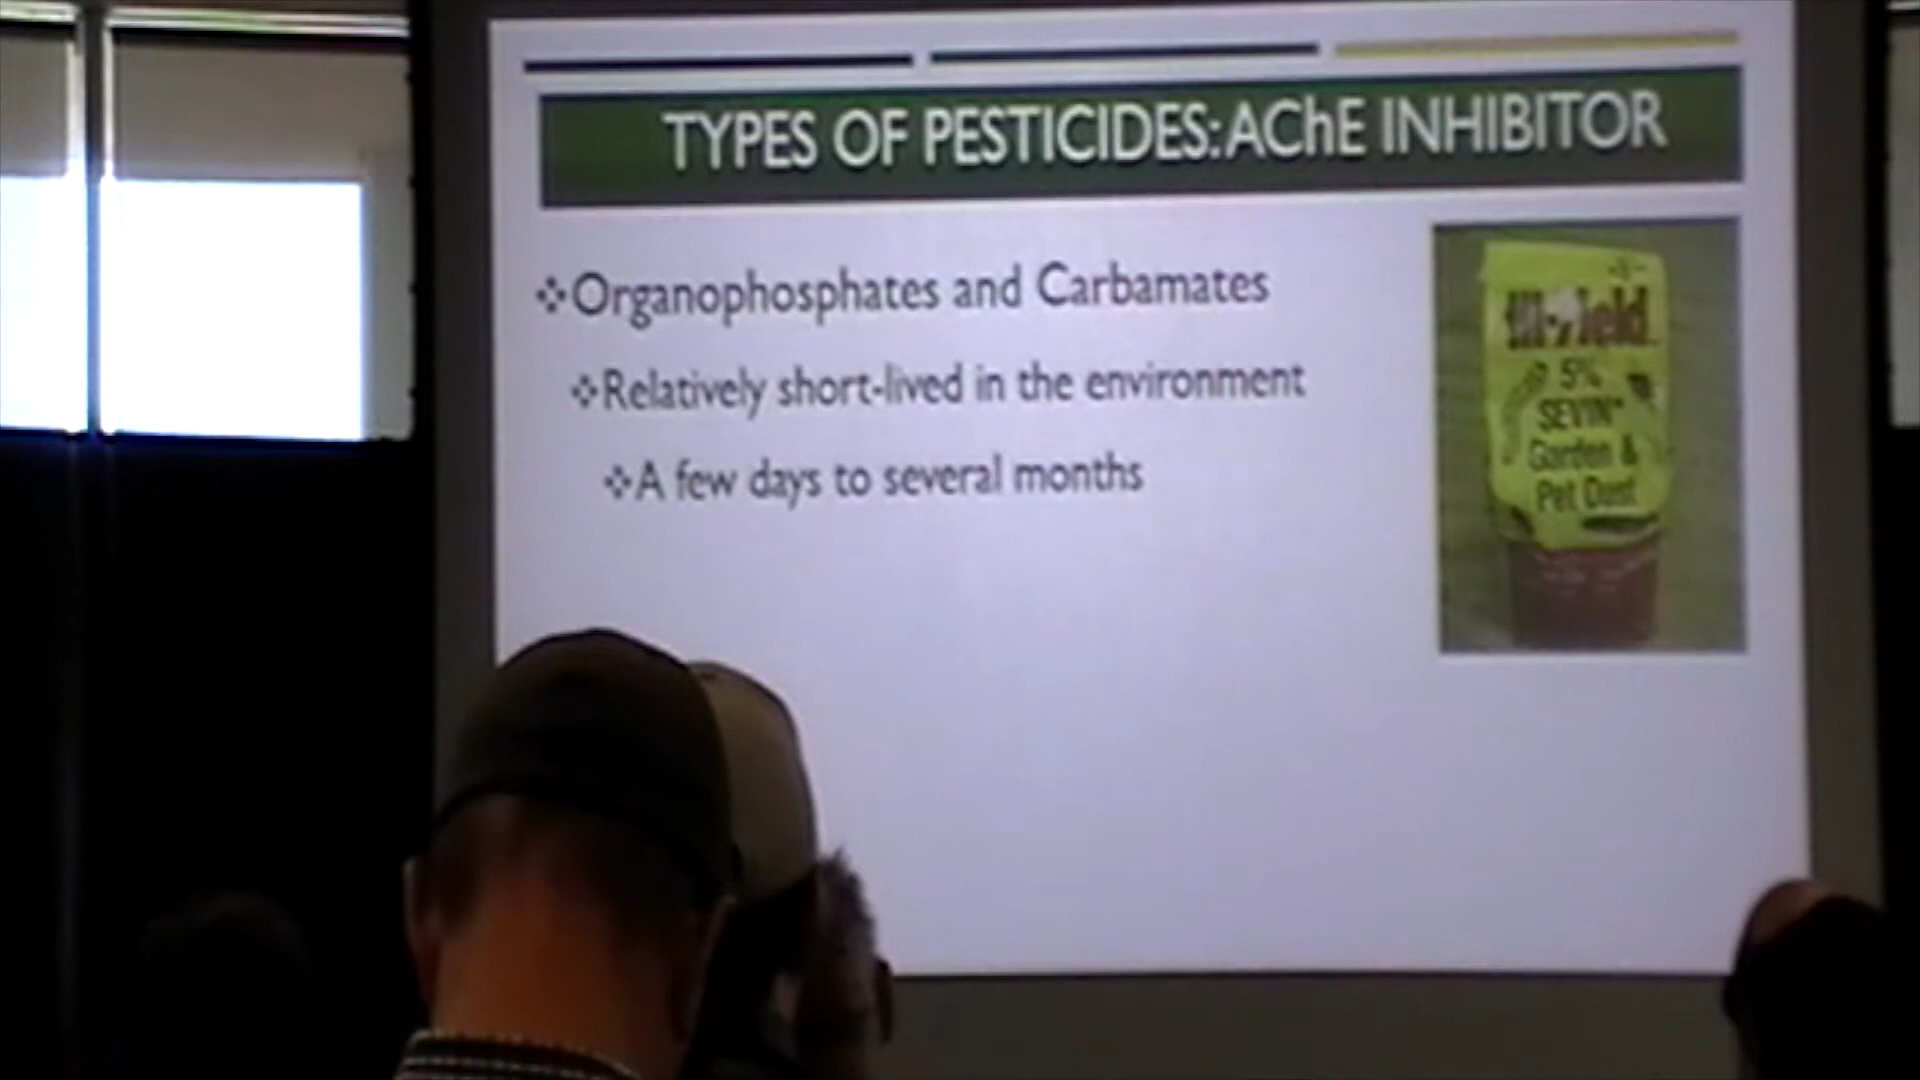 TYPES OF PESTICIDES: AChE INHIBITOR
❖Organophosphates and Carbamates
❖Relatively short-lived in the environment
❖A few days to several months
5%
SEVIN
Garden &
Pet Dust